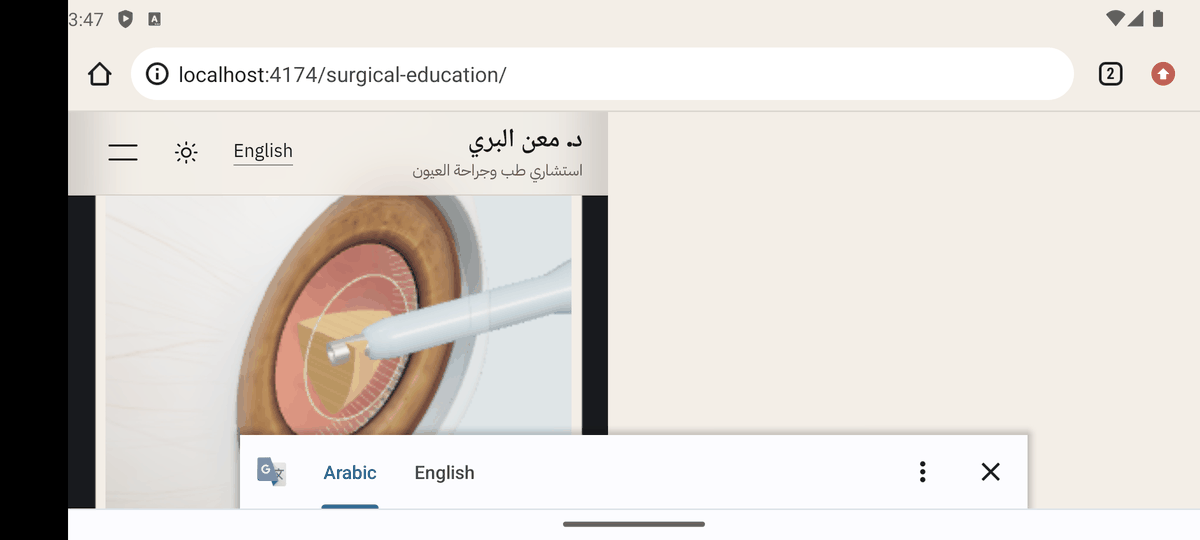 3:47
localhost:4174/surgical-education/
2
English
د. معن البري
استشاري طب وجراحة العيون
Arabic
English